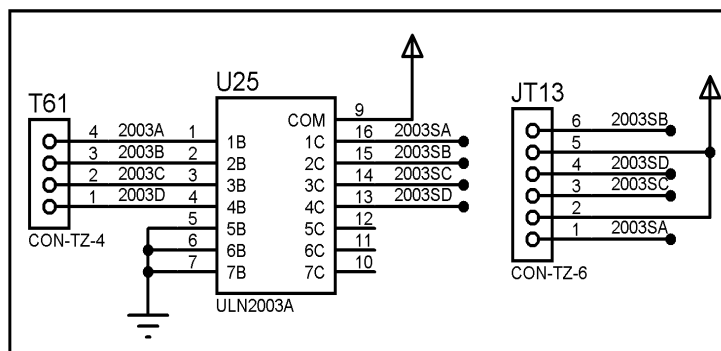 U25
T61
JT13
COM 9
4 2003A 1 1B 1C 16 2003SA
3 2003B 2 2B 2C 15 2003SB
2 2003C 3 3B 3C 14 2003SC
1 2003D 4 4B 4C 13 2003SD
5 5B 5C 12
6 6B 6C 11
7 7B 7C 10
CON-TZ-4
ULN2003A
6 2003SB
5
4 2003SD
3 2003SC
2
1 2003SA
CON-TZ-6